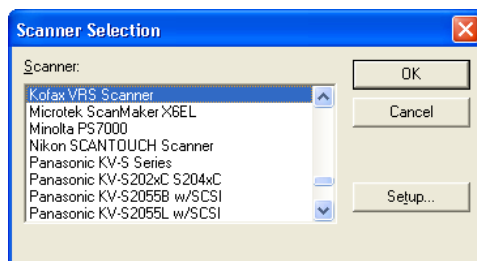 Scanner Selection
Scanner:
Kofax VRS Scanner
Microtek ScanMaker X6EL
Minolta PS7000
Nikon SCANTOUCH Scanner
Panasonic KV-S Series
Panasonic KV-S202xC S204xC
Panasonic KV-S2055B w/SCSI
Panasonic KV-S2055L w/SCSI
OK
Cancel
Setup...